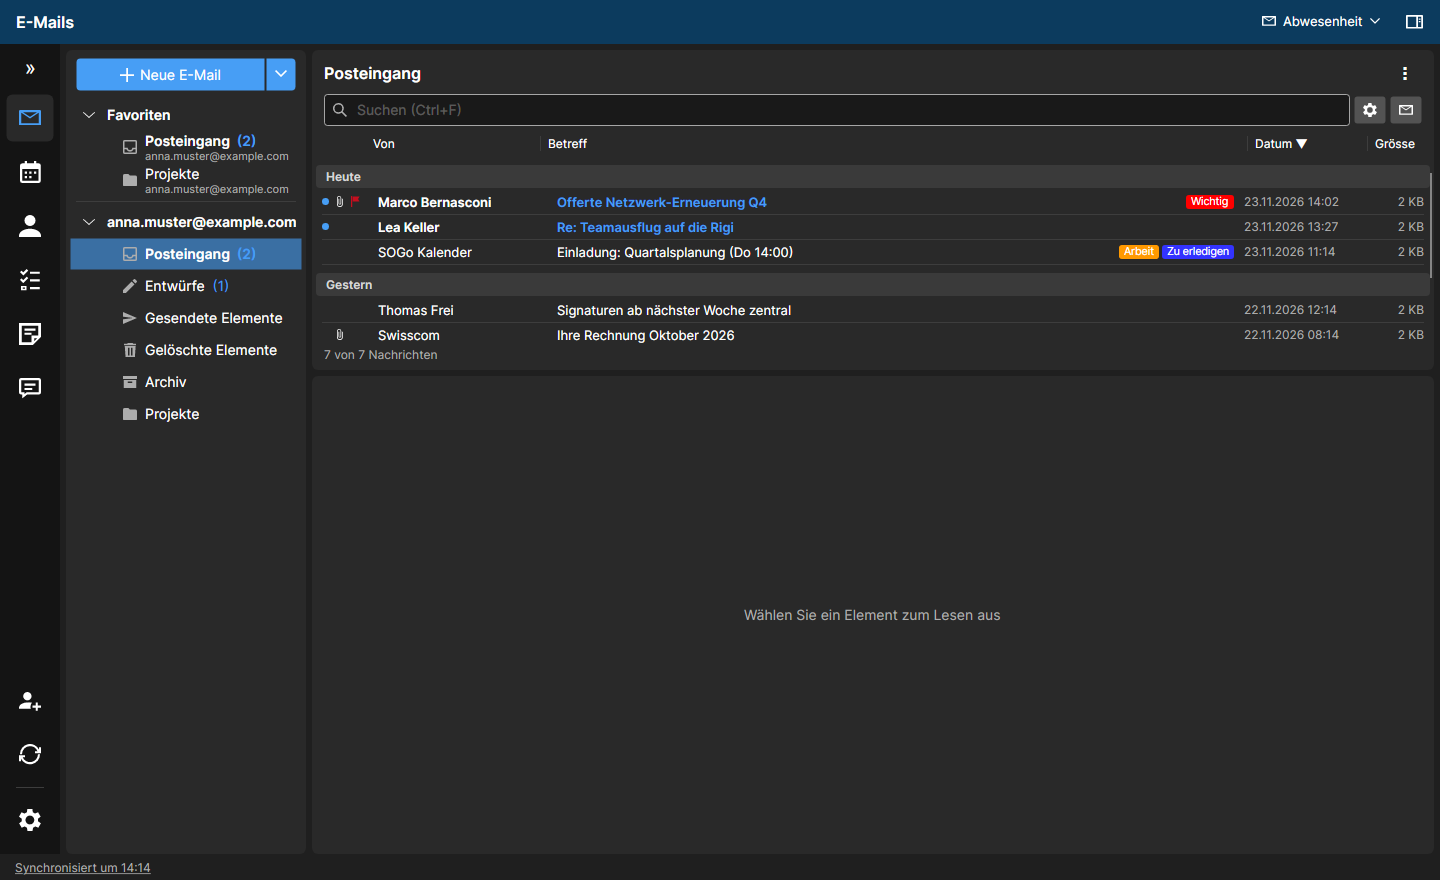 E-Mails
Abwesenheit
Neue E-Mail
Favoriten
Posteingang (2)
anna.muster@example.com
Projekte
anna.muster@example.com
anna.muster@example.com
Posteingang (2)
Entwürfe (1)
Gesendete Elemente
Gelöschte Elemente
Archiv
Projekte
Posteingang
Suchen (Ctrl+F)
Von Betreff Datum Grösse
Heute
Marco Bernasconi Offerte Netzwerk-Erneuerung Q4 Wichtig 23.11.2026 14:02 2 KB
Lea Keller Re: Teamausflug auf die Rigi 23.11.2026 13:27 2 KB
SOGo Kalender Einladung: Quartalsplanung (Do 14:00) Arbeit Zu erledigen 23.11.2026 11:14 2 KB
Gestern
Thomas Frei Signaturen ab nächster Woche zentral 22.11.2026 12:14 2 KB
Swisscom Ihre Rechnung Oktober 2026 22.11.2026 08:14 2 KB
7 von 7 Nachrichten
Wählen Sie ein Element zum Lesen aus
Synchronisiert um 14:14